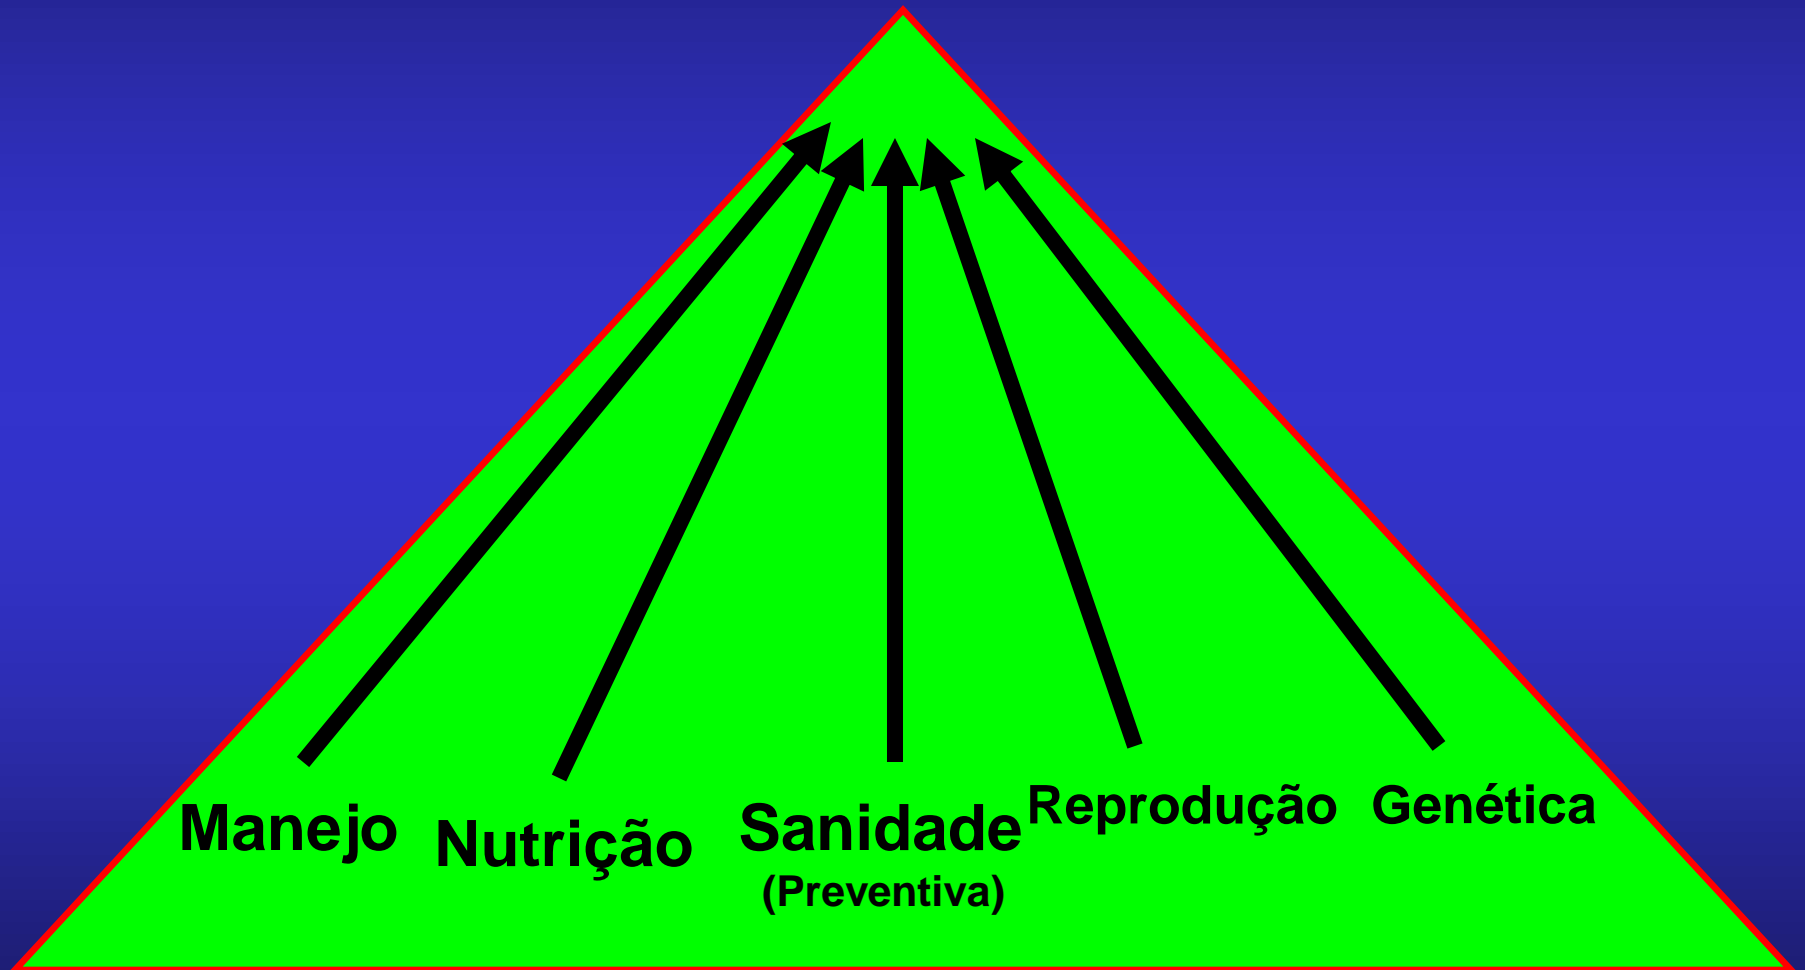 Manejo
Nutrição
Sanidade
(Preventiva)
Reprodução
Genética